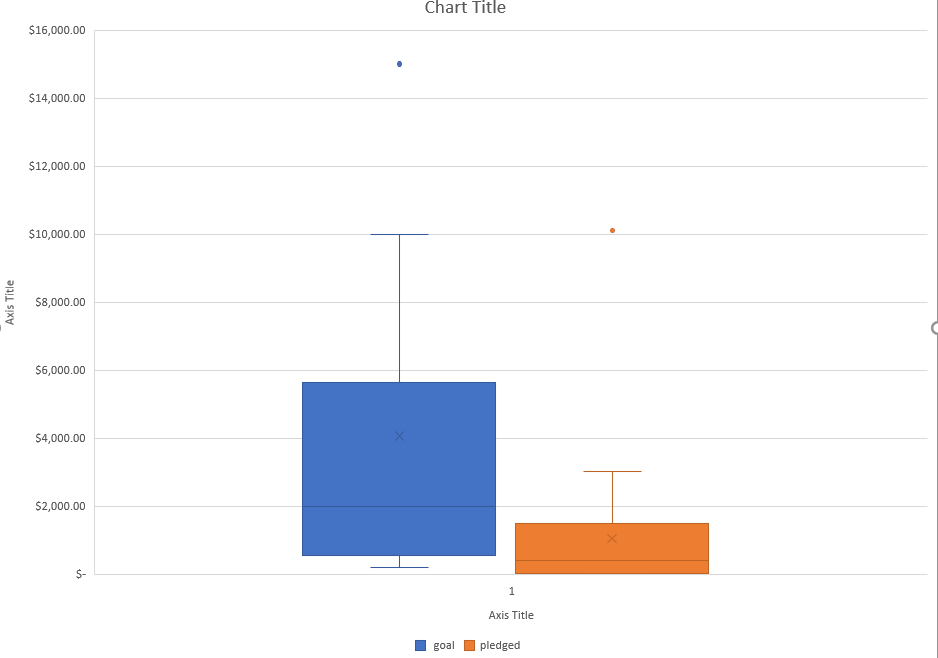 Chart Title
$16,000.00
$14,000.00
$12,000.00
$10,000.00
$8,000.00
$6,000.00
$4,000.00
$2,000.00
$-
Axis Title
1
Axis Title
goal pledged